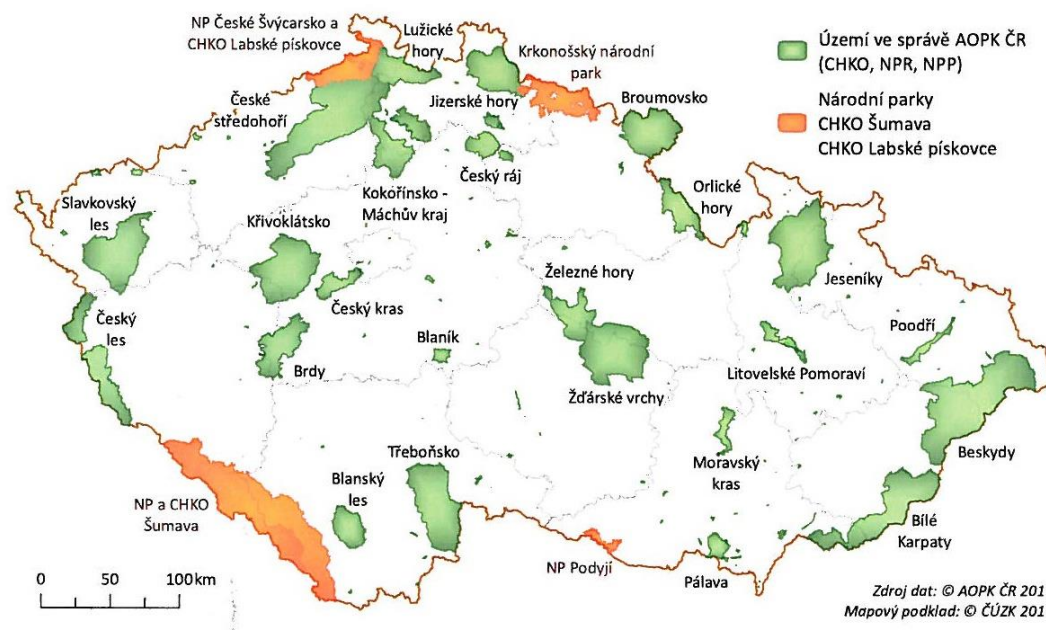 NP České Švýcarsko a
CHKO Labské pískovce
Lužické
hory
Krkonošský národní
park
Území ve správě AOPK ČR
(CHKO, NPR, NPP)
Národní parky
CHKO Šumava
CHKO Labské pískovce
České
středohoří
Jizerské hory
Broumovsko
Český ráj
Kokořínsko -
Máchův kraj
Orlické
hory
Slavkovský
les
Křivoklátsko
Železné hory
Jeseníky
Český kras
Český
les
Blaník
Poodří
Brdy
Litovelské Pomoraví
Žďárské vrchy
Třeboňsko
Moravský
kras
Beskydy
Blanský
les
NP a CHKO
Šumava
Bílé
Karpaty
NP Podyjí
Pálava
0 50 100 km
Zdroj dat: © AOPK ČR 201
Mapový podklad: © ČÚZK 201